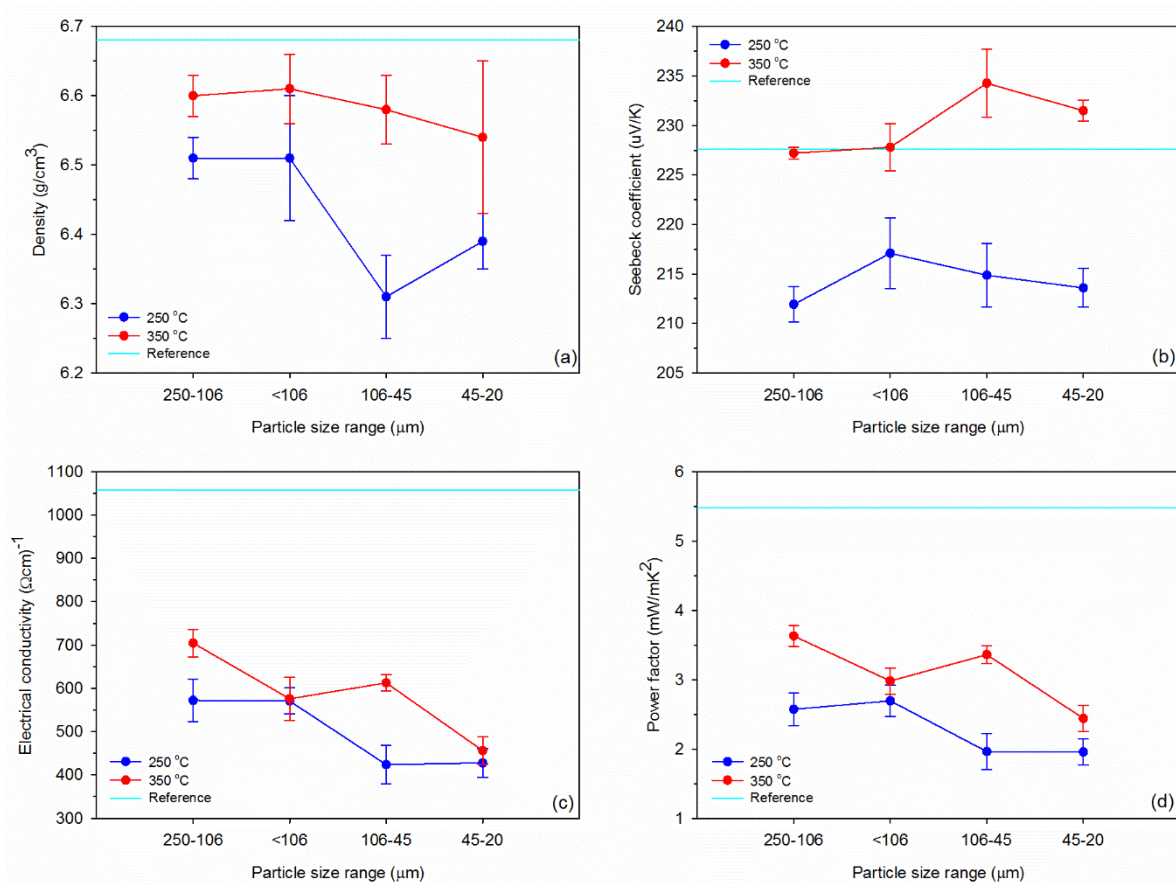 6.7
6.6
6.5
6.4
6.3
6.2
Density (g/cm³)
250 °C
350 °C
Reference
(a)
250-106 <106 106-45 45-20
Particle size range (μm)
240
235
230
225
220
215
210
205
Seebeck coefficient (uV/K)
250 °C
350 °C
Reference
(b)
250-106 <106 106-45 45-20
Particle size range (μm)
1100
1000
900
800
700
600
500
400
300
Electrical conductivity (Ωcm)⁻¹
250 °C
350 °C
Reference
(c)
250-106 <106 106-45 45-20
Particle size range (μm)
6
5
4
3
2
1
Power factor (mW/mK²)
250 °C
350 °C
Reference
(d)
250-106 <106 106-45 45-20
Particle size range (μm)